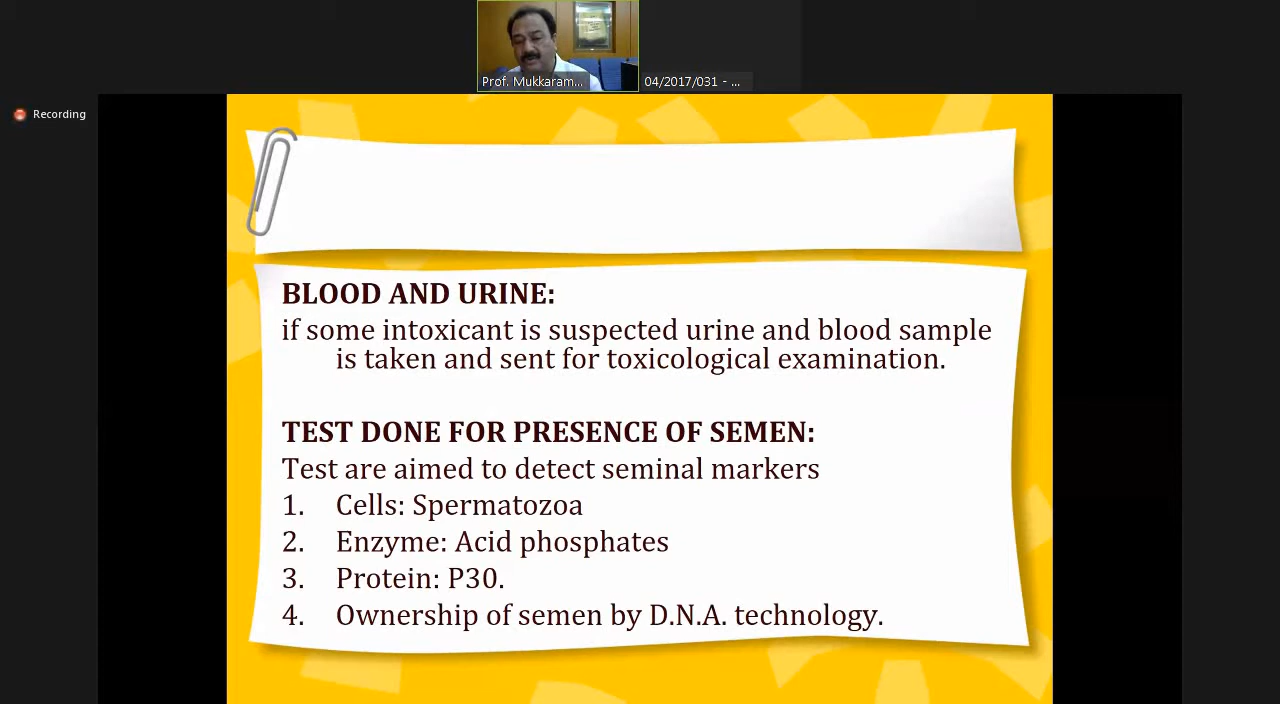 Prof. Mukkaram...
04/2017/031 - ...
Recording
BLOOD AND URINE:
if some intoxicant is suspected urine and blood sample
is taken and sent for toxicological examination.
TEST DONE FOR PRESENCE OF SEMEN:
Test are aimed to detect seminal markers
1. Cells: Spermatozoa
2. Enzyme: Acid phosphates
3. Protein: P30.
4. Ownership of semen by D.N.A. technology.